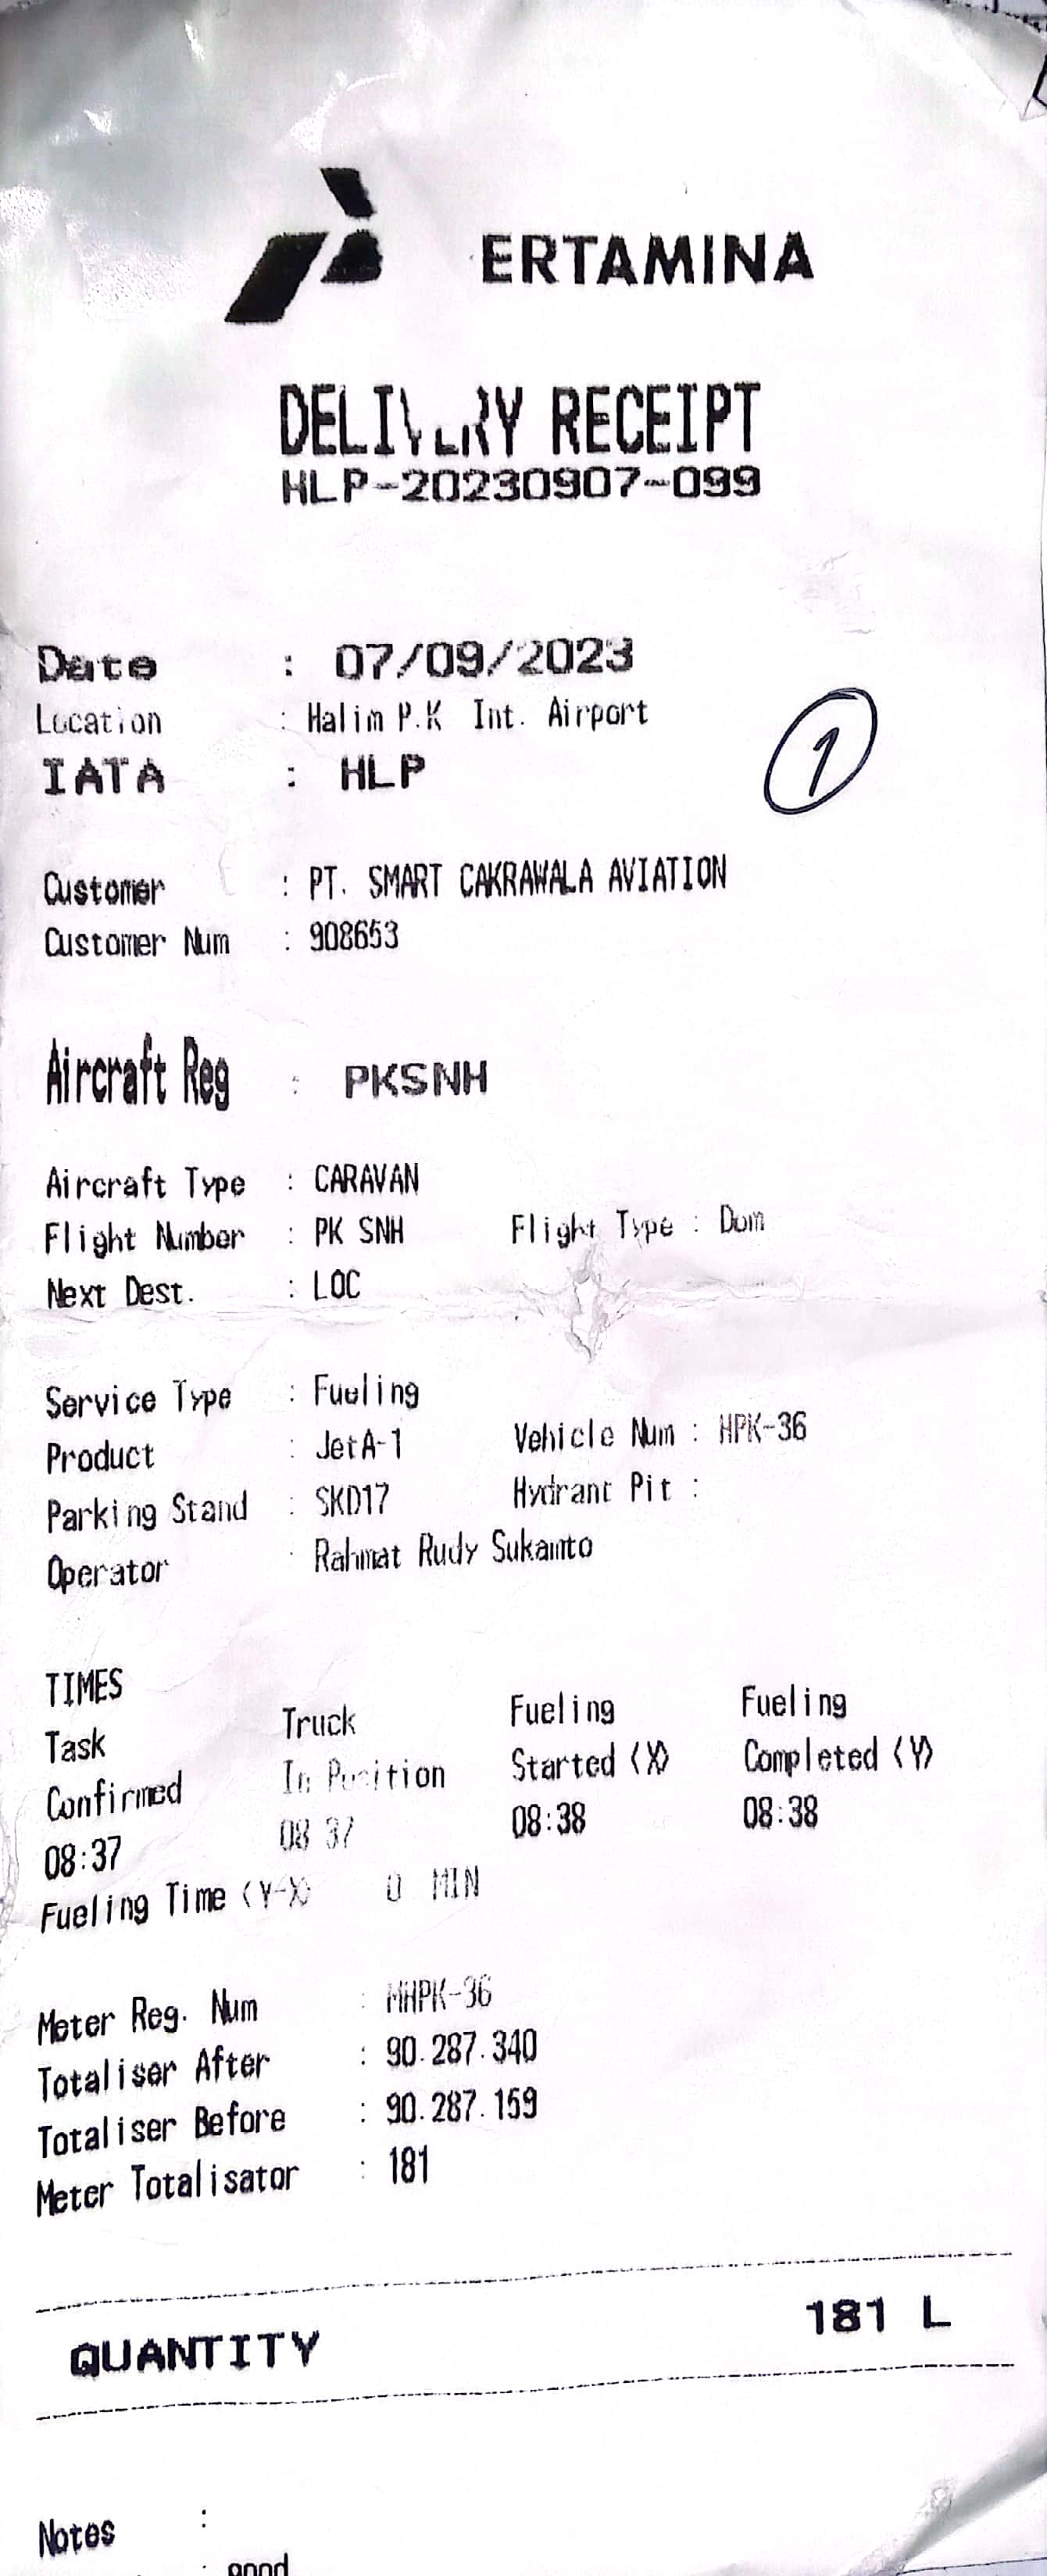 ERTAMINA
DELIVERY RECEIPT
HLP-20230907-099
Date : 07/09/2023
Location : Halim P.K Int. Airport
IATA : HLP
1
Customer : PT. SMART CAKRAWALA AVIATION
Customer Num : 908653
Aircraft Reg : PKSNH
Aircraft Type : CARAVAN
Flight Number : PK SNH Flight Type : Dom
Next Dest. : LOC
Service Type : Fueling
Product : JetA-1 Vehicle Num : HPK-36
Parking Stand : SKD17 Hydrant Pit :
Operator : Rahmat Rudy Sukamto
TIMES
Task Truck Fueling Fueling
Confirmed In Position Started (X) Completed (Y)
08:37 08 37 08:38 08:38
Fueling Time (Y-X) 0 MIN
Meter Reg. Num : MHPK-36
Totaliser After : 90.287.340
Totaliser Before : 90.287.159
Meter Totalisator : 181
QUANTITY 181 L
Notes :
: good